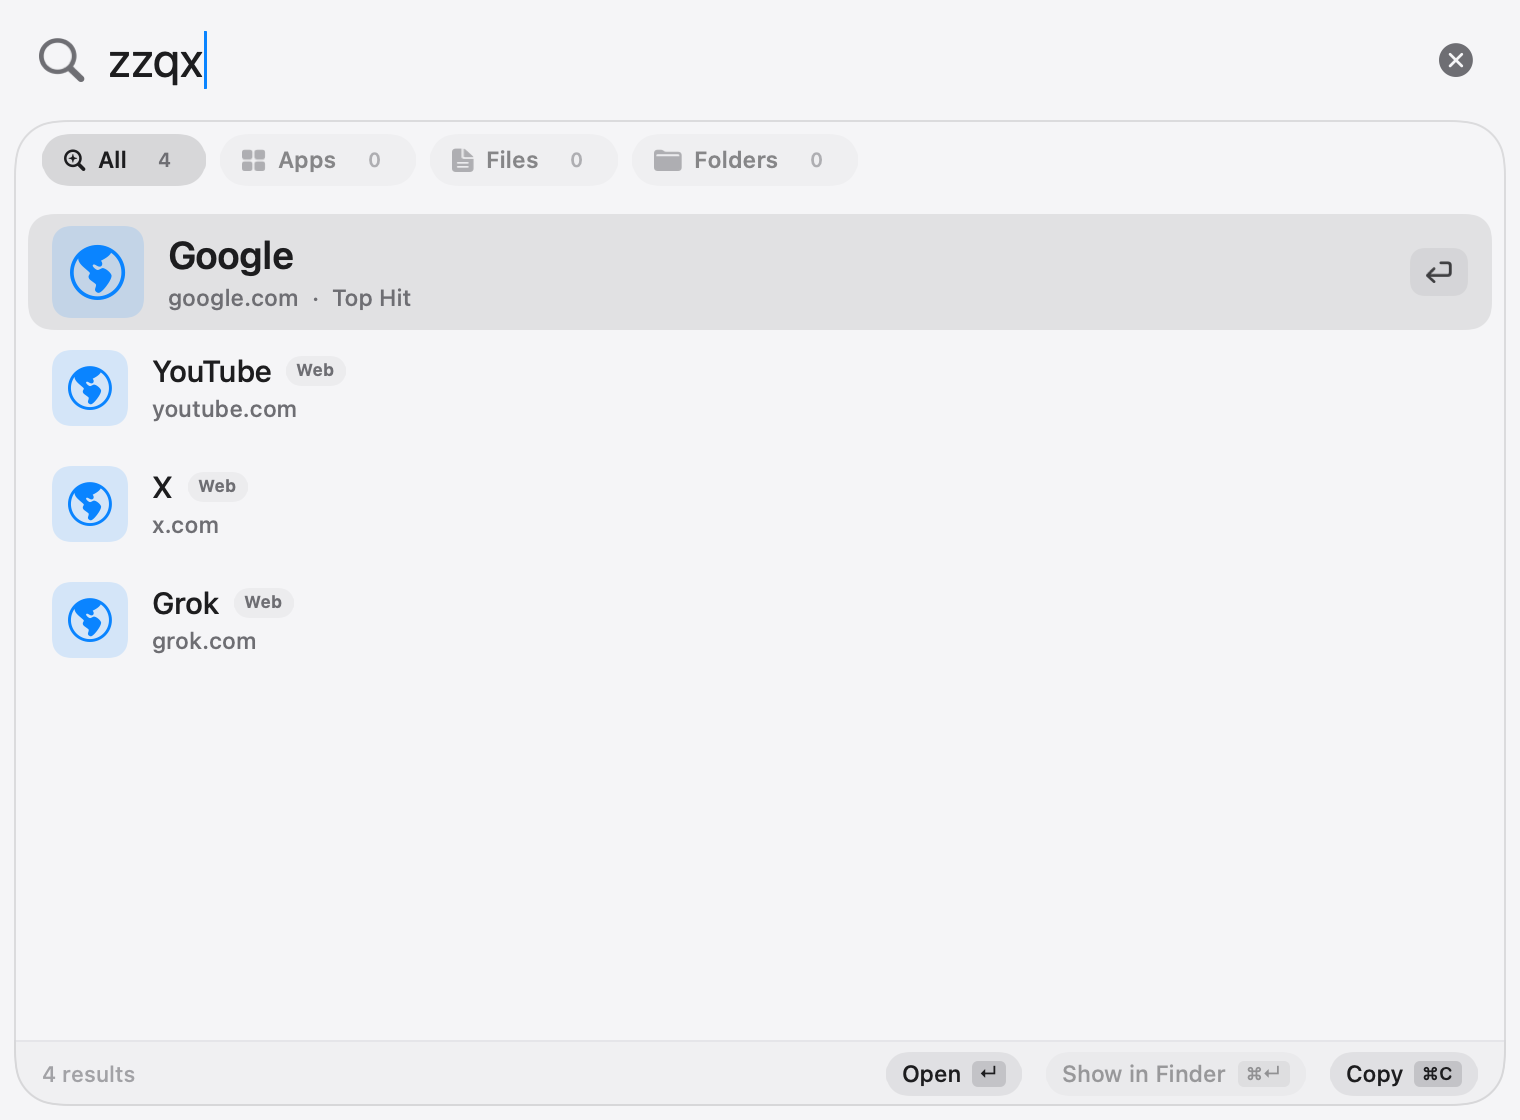 zzqx
All 4 Apps 0 Files 0 Folders 0
Google
google.com · Top Hit
YouTube Web
youtube.com
X Web
x.com
Grok Web
grok.com
4 results Open ↵ Show in Finder ⌘↵ Copy ⌘C